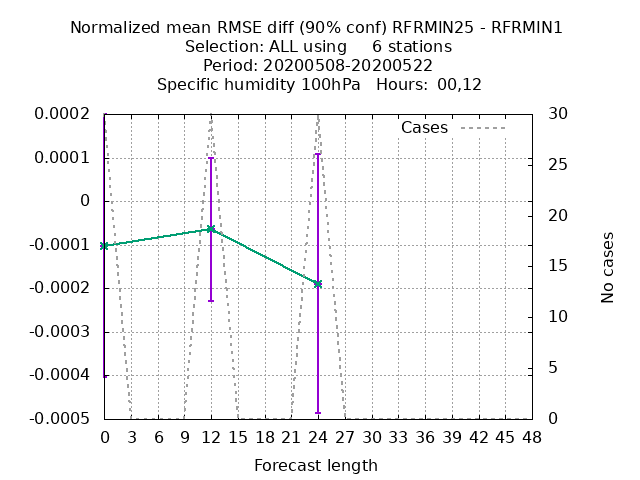 Normalized mean RMSE diff (90% conf) RFRMIN25 - RFRMIN1
Selection: ALL using     6 stations
Period: 20200508-20200522
Specific humidity 100hPa   Hours:  00,12
Cases
0.0002
0.0001
0
-0.0001
-0.0002
-0.0003
-0.0004
-0.0005
30
25
20
15
10
5
0
No cases
0 3 6 9 12 15 18 21 24 27 30 33 36 39 42 45 48
Forecast length